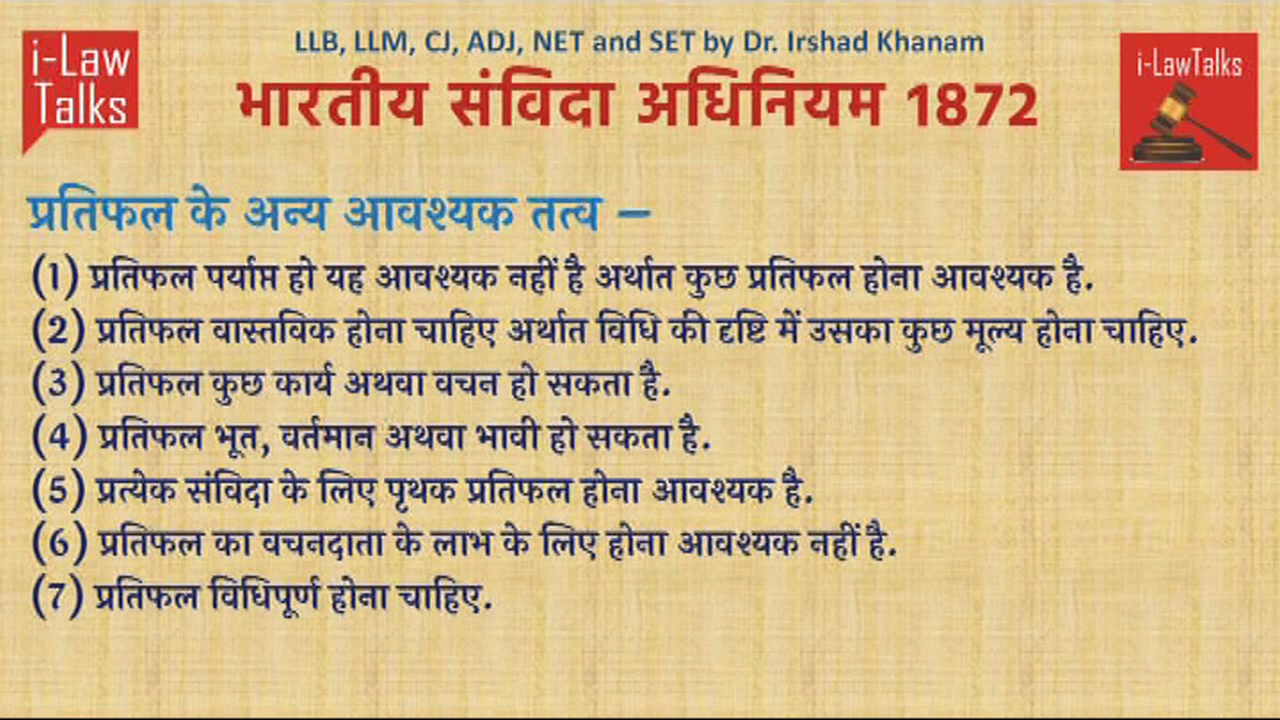 i-Law
Talks
LLB, LLM, CJ, ADJ, NET and SET by Dr. Irshad Khanam
भारतीय संविदा अधिनियम 1872
i-LawTalks
प्रतिफल के अन्य आवश्यक तत्व –
(1) प्रतिफल पर्याप्त हो यह आवश्यक नहीं है अर्थात कुछ प्रतिफल होना आवश्यक है.
(2) प्रतिफल वास्तविक होना चाहिए अर्थात विधि की दृष्टि में उसका कुछ मूल्य होना चाहिए.
(3) प्रतिफल कुछ कार्य अथवा वचन हो सकता है.
(4) प्रतिफल भूत, वर्तमान अथवा भावी हो सकता है.
(5) प्रत्येक संविदा के लिए पृथक प्रतिफल होना आवश्यक है.
(6) प्रतिफल का वचनदाता के लाभ के लिए होना आवश्यक नहीं है.
(7) प्रतिफल विधिपूर्ण होना चाहिए.